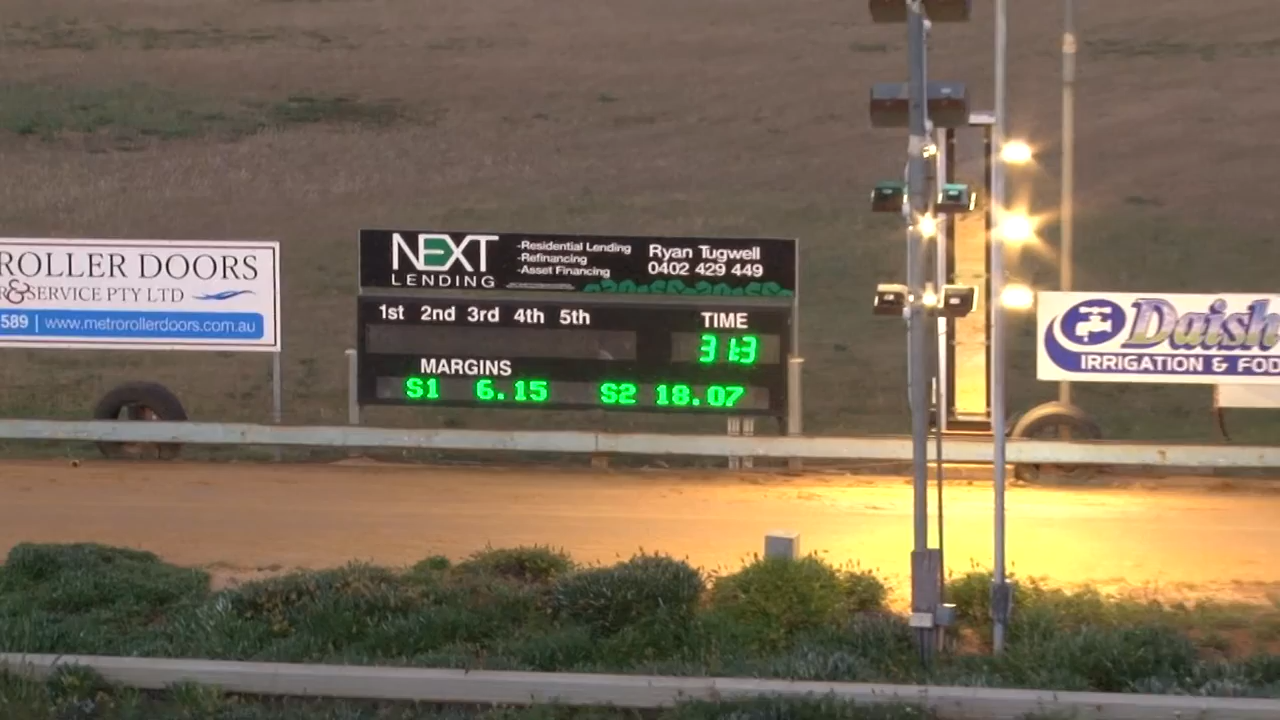 ROLLER DOORS
& SERVICE PTY LTD
589 | www.metrorollerdoors.com.au
NEXT
LENDING
-Residential Lending
-Refinancing
-Asset Financing
Ryan Tugwell
0402 429 449
1st 2nd 3rd 4th 5th
TIME
MARGINS
S1 6.15 S2 18.07
Daish
IRRIGATION & FOD